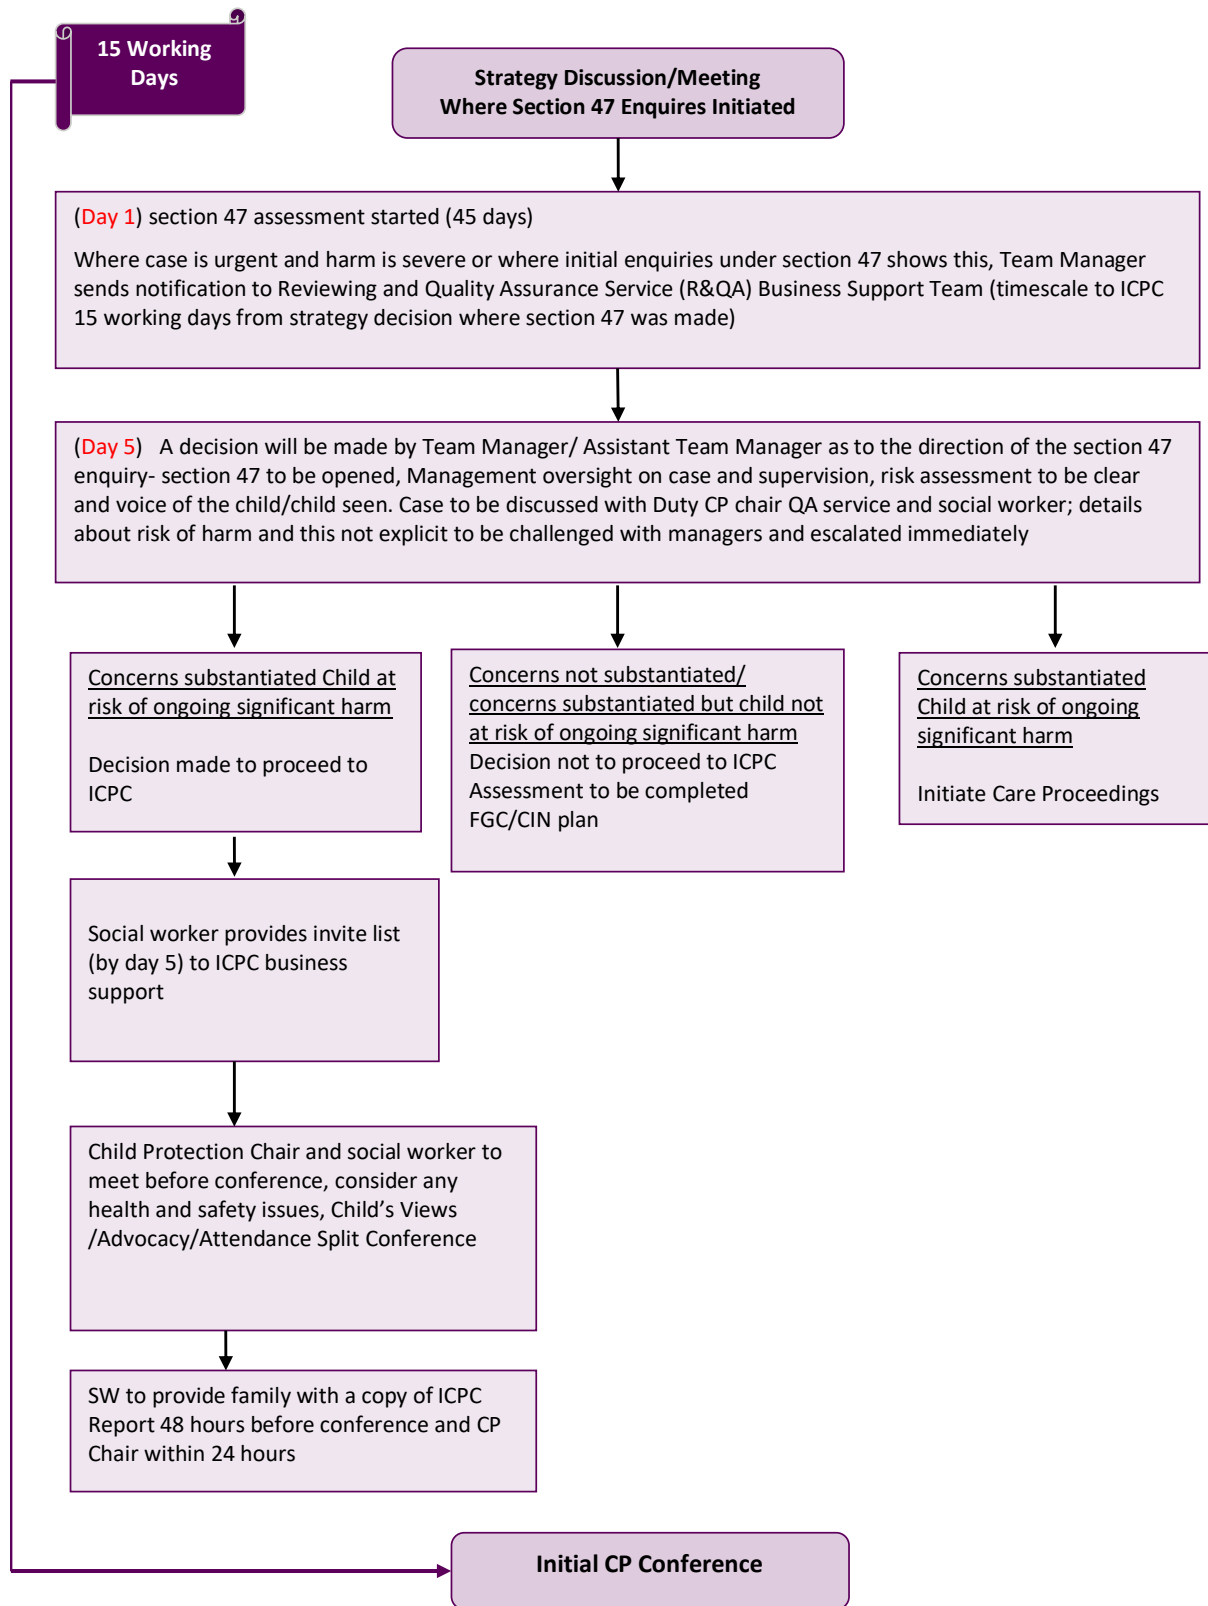 15 Working
Days
Strategy Discussion/Meeting
Where Section 47 Enquires Initiated
(Day 1) section 47 assessment started (45 days)
Where case is urgent and harm is severe or where initial enquiries under section 47 shows this, Team Manager
sends notification to Reviewing and Quality Assurance Service (R&QA) Business Support Team (timescale to ICPC
15 working days from strategy decision where section 47 was made)
(Day 5)   A decision will be made by Team Manager/ Assistant Team Manager as to the direction of the section 47
enquiry- section 47 to be opened, Management oversight on case and supervision, risk assessment to be clear
and voice of the child/child seen. Case to be discussed with Duty CP chair QA service and social worker; details
about risk of harm and this not explicit to be challenged with managers and escalated immediately
Concerns substantiated Child at
risk of ongoing significant harm
Decision made to proceed to
ICPC
Concerns not substantiated/
concerns substantiated but child not
at risk of ongoing significant harm
Decision not to proceed to ICPC
Assessment to be completed
FGC/CIN plan
Concerns substantiated
Child at risk of ongoing
significant harm
Initiate Care Proceedings
Social worker provides invite list
(by day 5) to ICPC business
support
Child Protection Chair and social worker to
meet before conference, consider any
health and safety issues, Child’s Views
/Advocacy/Attendance Split Conference
SW to provide family with a copy of ICPC
Report 48 hours before conference and CP
Chair within 24 hours
Initial CP Conference